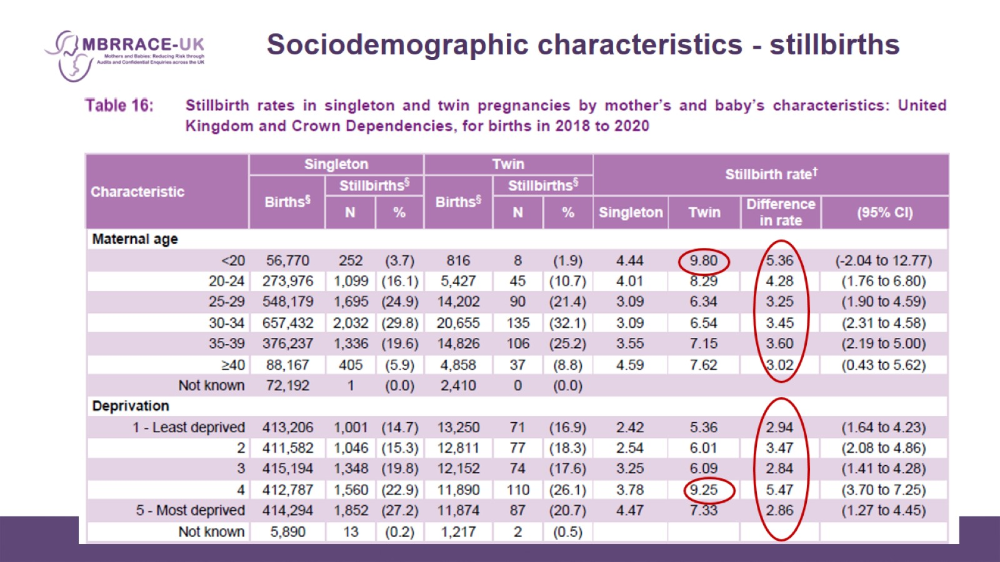 MBRRACE-UK
Mothers and Babies: Reducing Risk through
Audits and Confidential Enquiries across the UK
Sociodemographic characteristics - stillbirths
Table 16: Stillbirth rates in singleton and twin pregnancies by mother's and baby's characteristics: United
Kingdom and Crown Dependencies, for births in 2018 to 2020
Characteristic Singleton Twin Stillbirth rate†
Births§ Stillbirths§ Births§ Stillbirths§
N % N % Singleton Twin Difference in rate (95% CI)
Maternal age
<20 56,770 252 (3.7) 816 8 (1.9) 4.44 9.80 5.36 (-2.04 to 12.77)
20-24 273,976 1,099 (16.1) 5,427 45 (10.7) 4.01 8.29 4.28 (1.76 to 6.80)
25-29 548,179 1,695 (24.9) 14,202 90 (21.4) 3.09 6.34 3.25 (1.90 to 4.59)
30-34 657,432 2,032 (29.8) 20,655 135 (32.1) 3.09 6.54 3.45 (2.31 to 4.58)
35-39 376,237 1,336 (19.6) 14,826 106 (25.2) 3.55 7.15 3.60 (2.19 to 5.00)
≥40 88,167 405 (5.9) 4,858 37 (8.8) 4.59 7.62 3.02 (0.43 to 5.62)
Not known 72,192 1 (0.0) 2,410 0 (0.0)
Deprivation
1 - Least deprived 413,206 1,001 (14.7) 13,250 71 (16.9) 2.42 5.36 2.94 (1.64 to 4.23)
2 411,582 1,046 (15.3) 12,811 77 (18.3) 2.54 6.01 3.47 (2.08 to 4.86)
3 415,194 1,348 (19.8) 12,152 74 (17.6) 3.25 6.09 2.84 (1.41 to 4.28)
4 412,787 1,560 (22.9) 11,890 110 (26.1) 3.78 9.25 5.47 (3.70 to 7.25)
5 - Most deprived 414,294 1,852 (27.2) 11,874 87 (20.7) 4.47 7.33 2.86 (1.27 to 4.45)
Not known 5,890 13 (0.2) 1,217 2 (0.5)